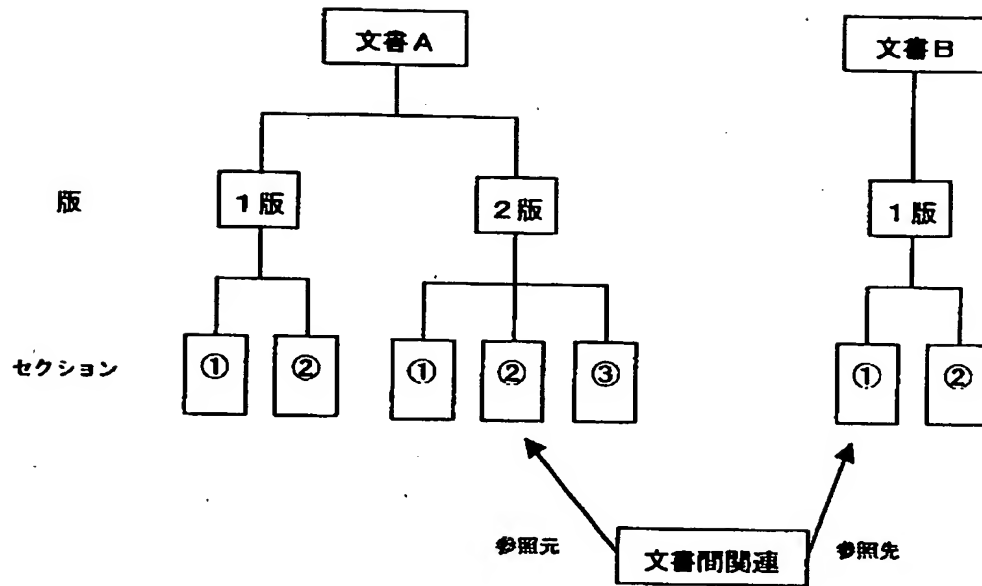 文書A
文書B
版
1版
2版
1版
セクション
①
②
①
②
③
①
②
参照元
文書間関連
参照先